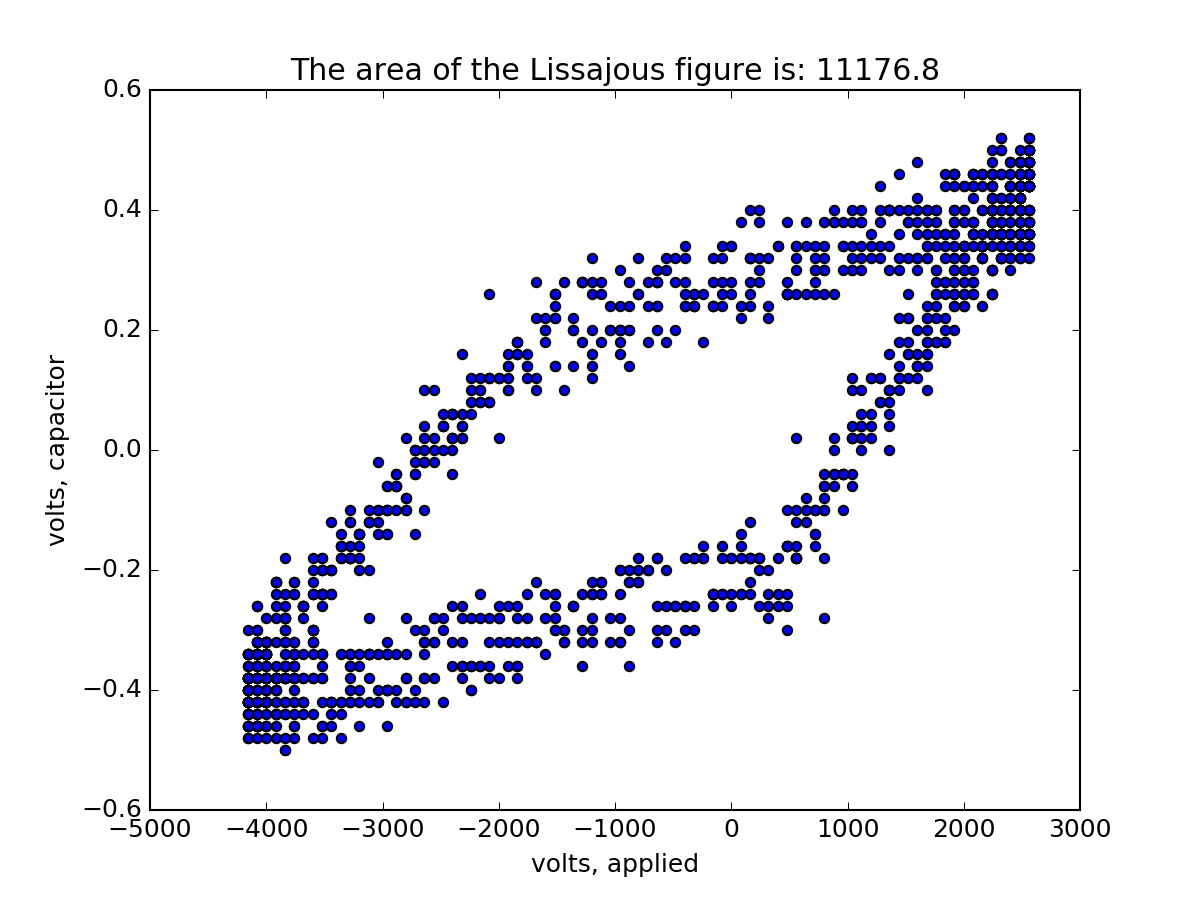 The area of the Lissajous figure is: 11176.8
0.6
0.4
0.2
0.0
−0.2
−0.4
−0.6
volts, capacitor
−5000 −4000 −3000 −2000 −1000 0 1000 2000 3000
volts, applied